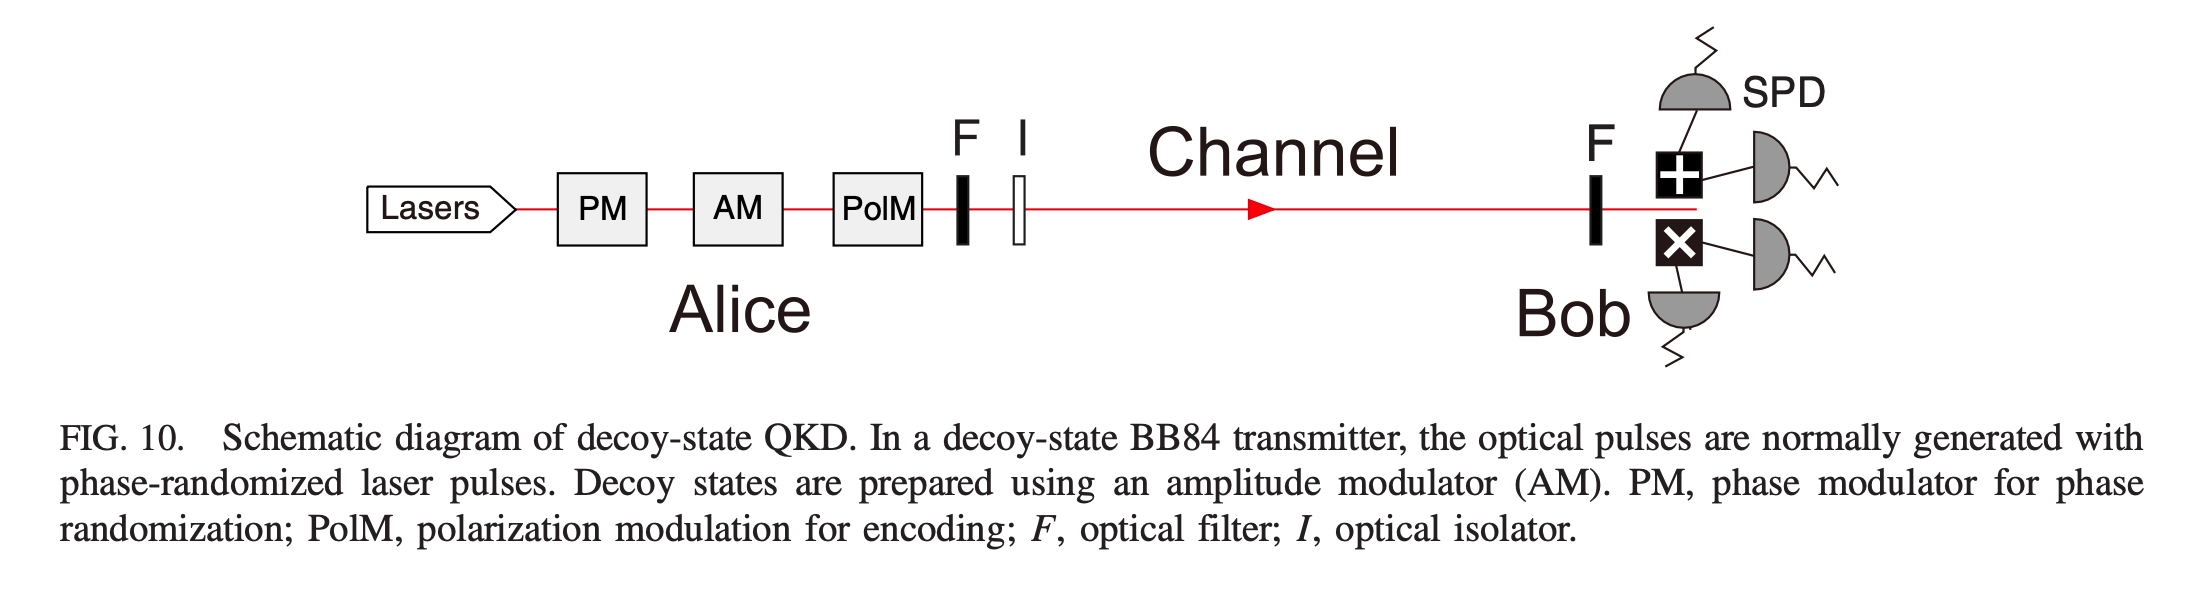 SPD
F I Channel F
Lasers PM AM PolM
Alice Bob
FIG. 10. Schematic diagram of decoy-state QKD. In a decoy-state BB84 transmitter, the optical pulses are normally generated with
phase-randomized laser pulses. Decoy states are prepared using an amplitude modulator (AM). PM, phase modulator for phase
randomization; PolM, polarization modulation for encoding; F, optical filter; I, optical isolator.